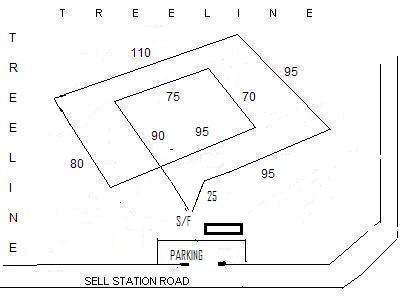 T R E E L I N E
T
R
E
E
L
I
N
E
110
95
75
70
90
95
80
95
25
S/F
PARKING
SELL STATION ROAD